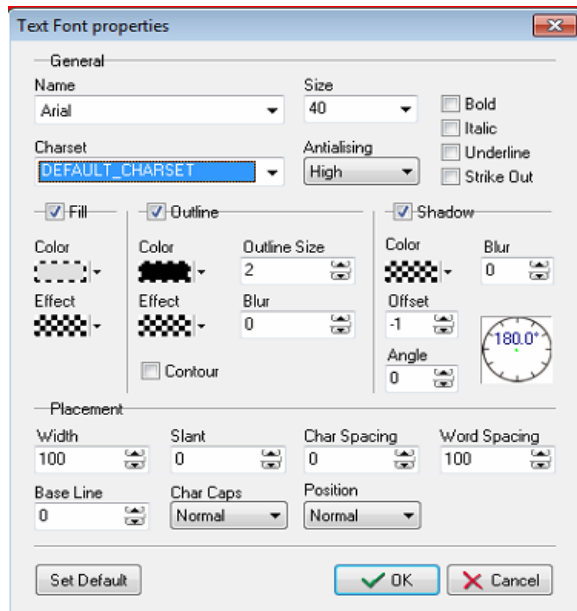 Text Font properties
General
Name
Size
Arial
40
Bold
Italic
Underline
Strike Out
Charset
Antialising
DEFAULT_CHARSET
High
Fill
Outline
Shadow
Color
Color
Outline Size
Color
Blur
2
0
Effect
Effect
Blur
Offset
0
-1
180.0°
Contour
Angle
0
Placement
Width
Slant
Char Spacing
Word Spacing
100
0
0
100
Base Line
Char Caps
Position
0
Normal
Normal
Set Default
OK
Cancel